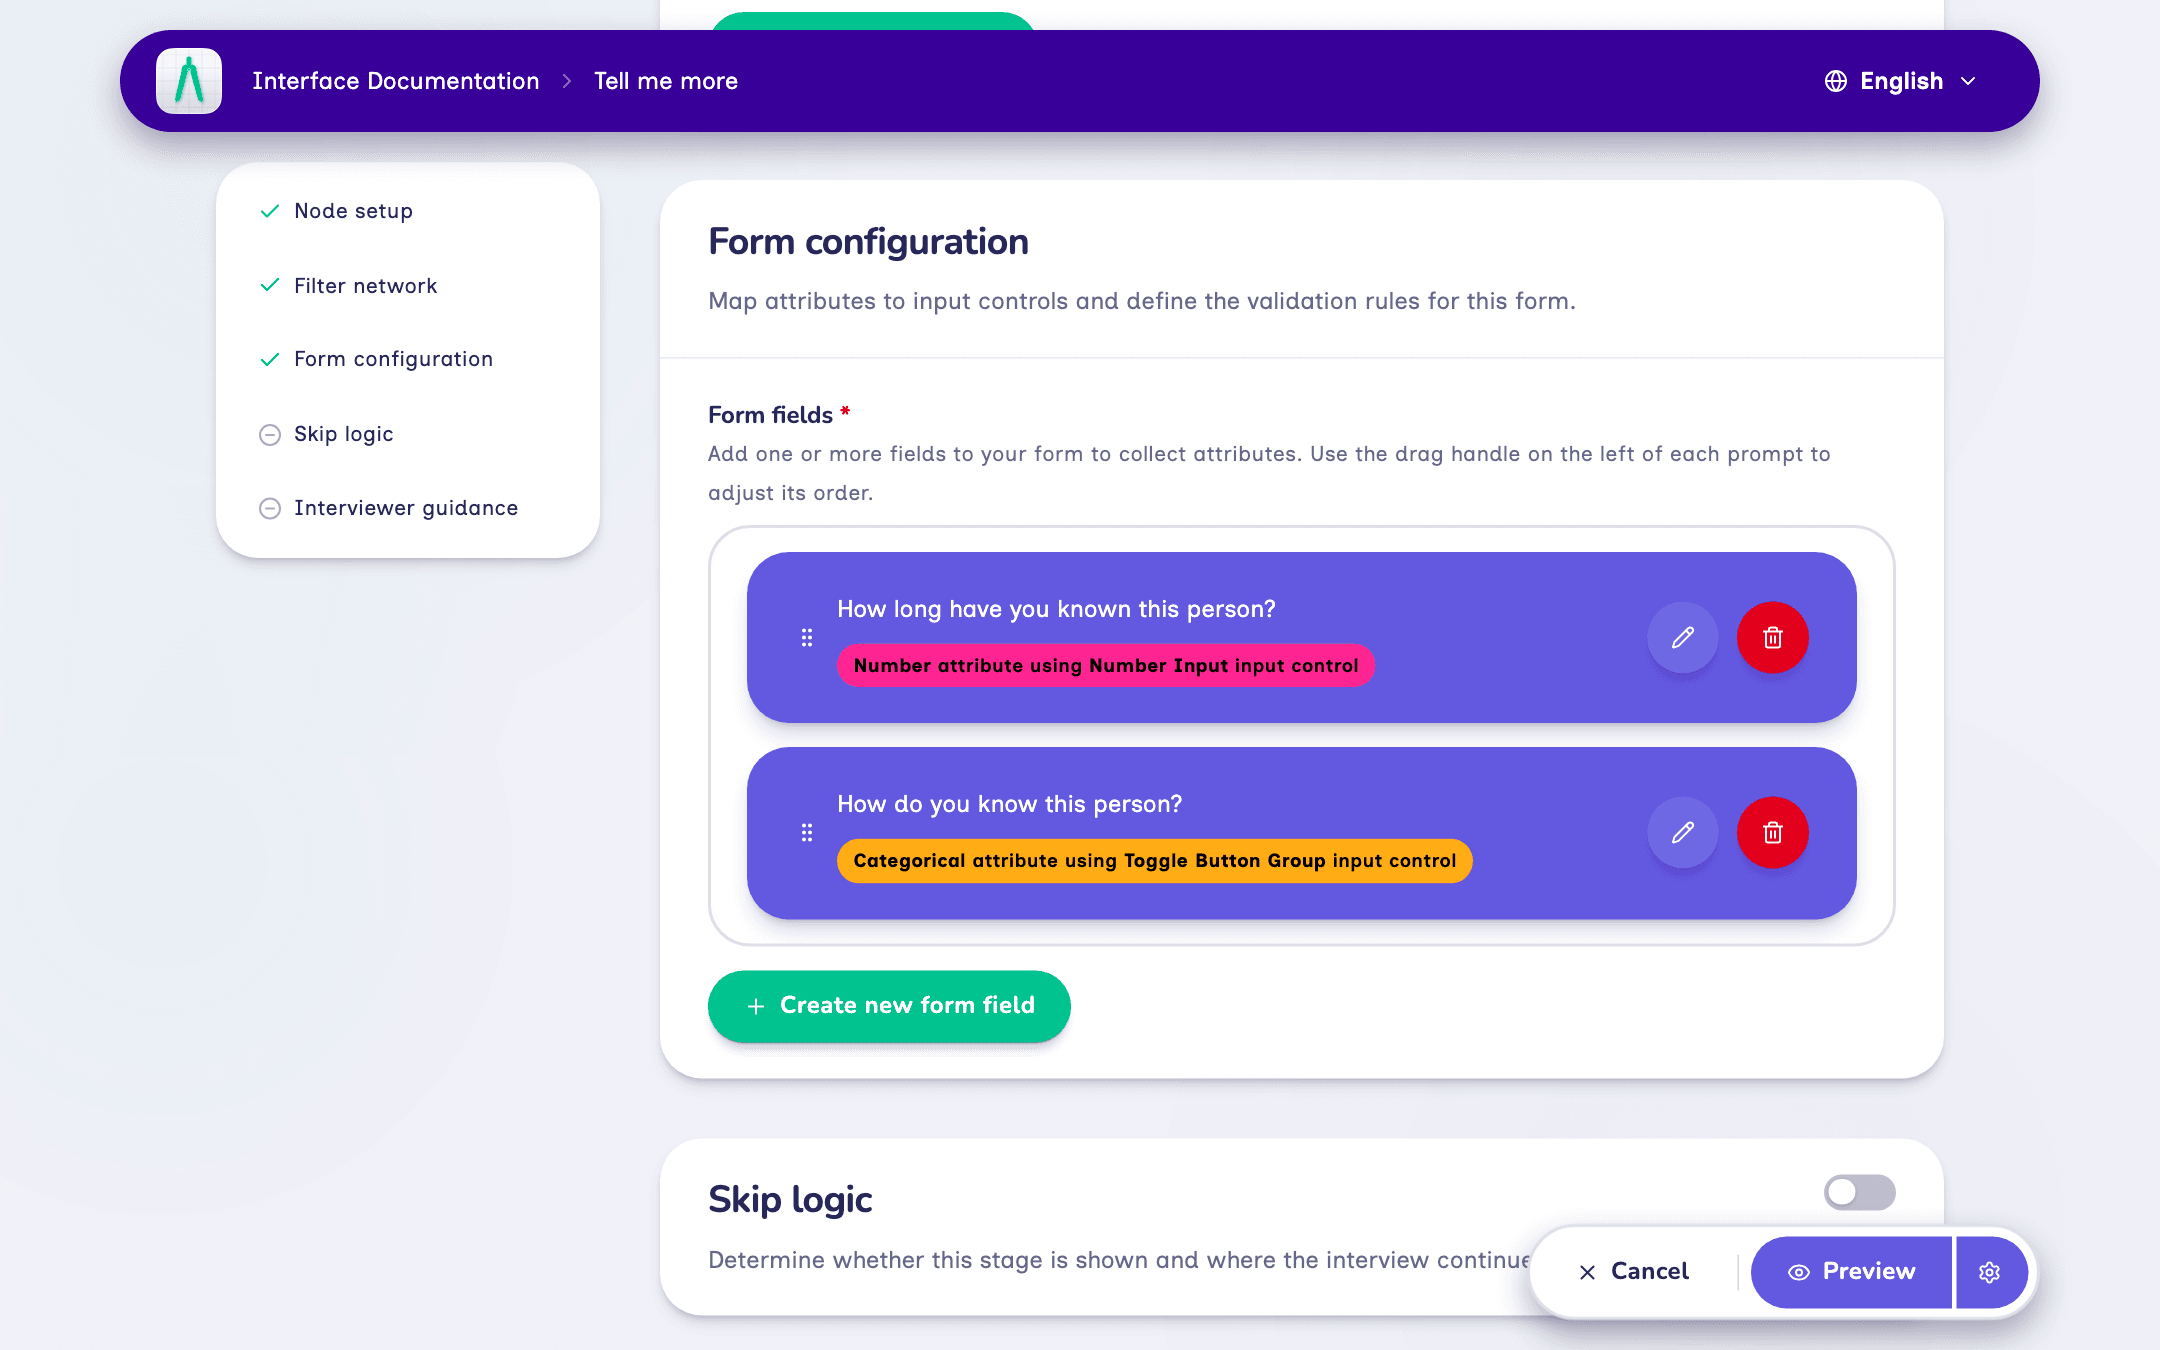 Interface Documentation
Tell me more
English
Node setup
Filter network
Form configuration
Skip logic
Interviewer guidance
Form configuration
Map attributes to input controls and define the validation rules for this form.
Form fields *
Add one or more fields to your form to collect attributes. Use the drag handle on the left of each prompt to
adjust its order.
How long have you known this person?
Number attribute using Number Input input control
How do you know this person?
Categorical attribute using Toggle Button Group input control
Create new form field
Skip logic
Determine whether this stage is shown and where the interview continue
Cancel
Preview